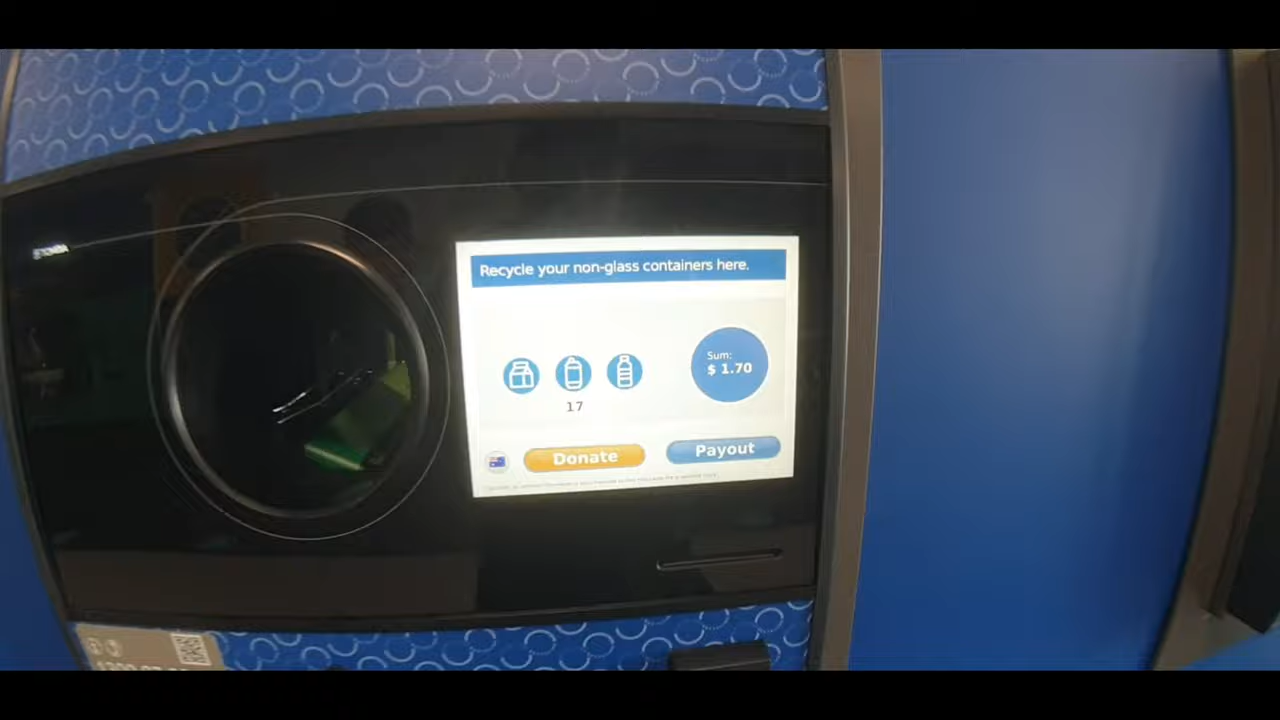 Recycle your non-glass containers here.
Sum:
$ 1.70
17
Donate
Payout